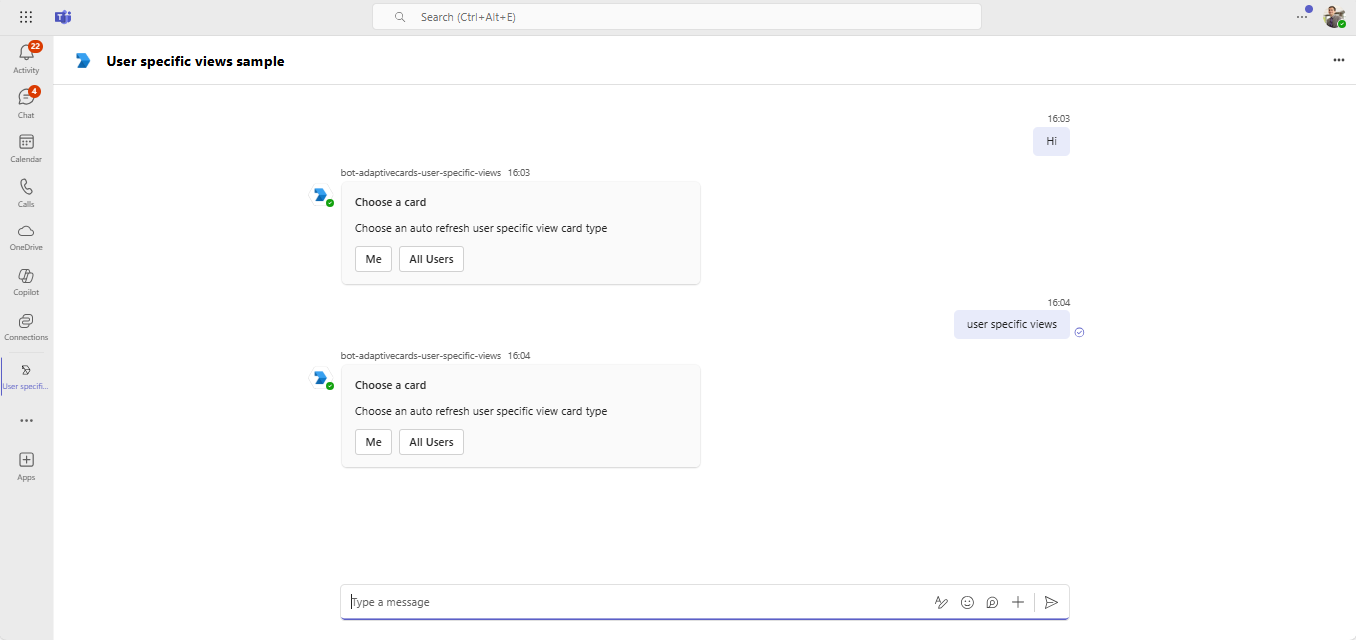 Search (Ctrl+Alt+E)
22
Activity
4
Chat
Calendar
Calls
OneDrive
Copilot
Connections
User specifi...
Apps
User specific views sample
16:03
Hi
bot-adaptivecards-user-specific-views 16:03
Choose a card
Choose an auto refresh user specific view card type
Me All Users
16:04
user specific views
bot-adaptivecards-user-specific-views 16:04
Choose a card
Choose an auto refresh user specific view card type
Me All Users
Type a message